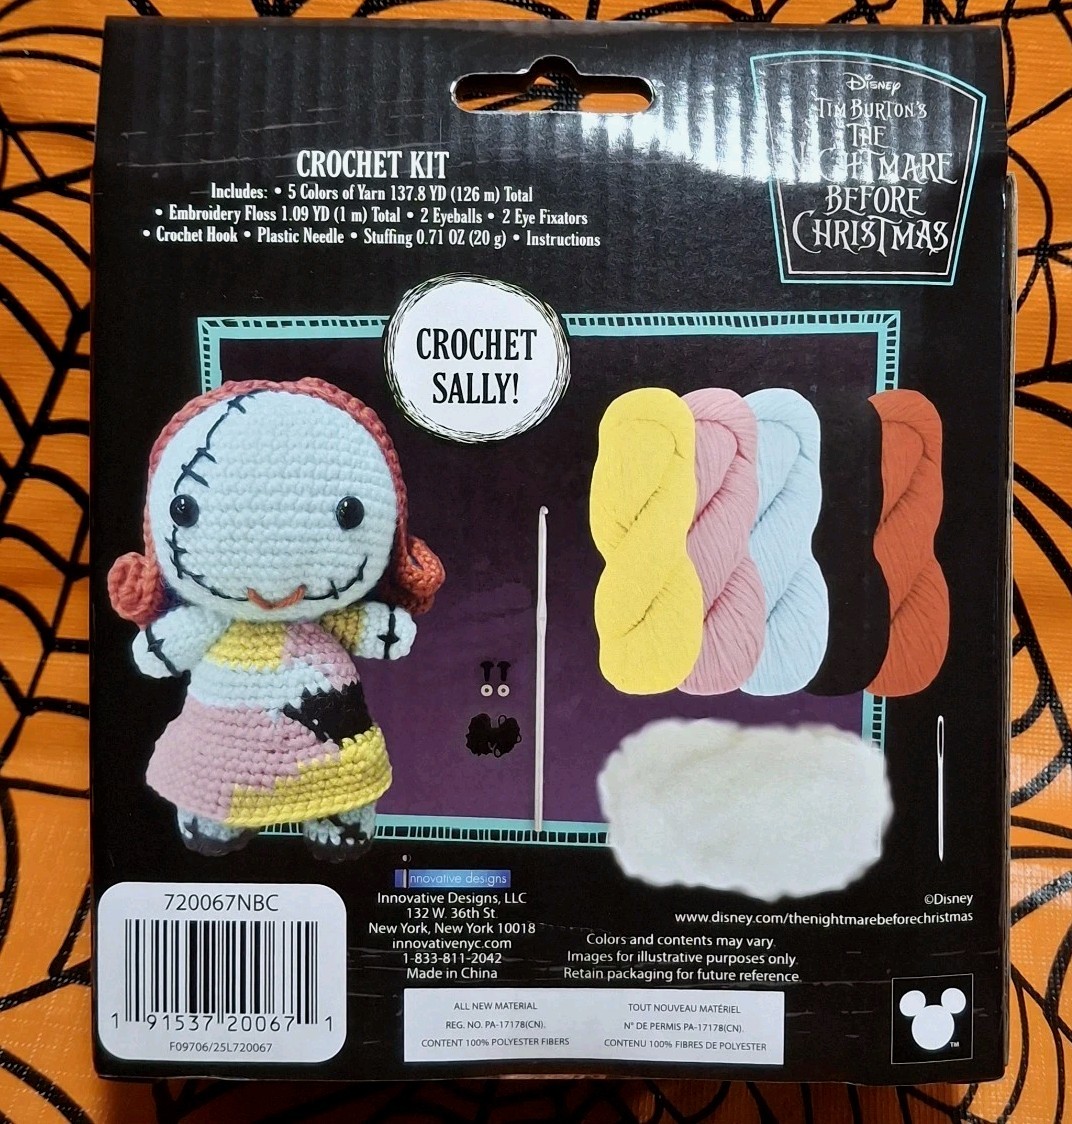 DISNEY
TIM BURTON'S
THE
NIGHTMARE
BEFORE
CHRISTMAS
CROCHET KIT
Includes: • 5 Colors of Yarn 137.8 YD (126 m) Total
• Embroidery Floss 1.09 YD (1 m) Total • 2 Eyeballs • 2 Eye Fixators
• Crochet Hook • Plastic Needle • Stuffing 0.71 OZ (20 g) • Instructions
CROCHET
SALLY!
720067NBC
1 91537 20067 1
F09706/25L720067
innovative designs
Innovative Designs, LLC
132 W. 36th St.
New York, New York 10018
innovativenyc.com
1-833-811-2042
Made in China
©Disney
www.disney.com/thenightmarebeforechristmas
Colors and contents may vary.
Images for illustrative purposes only.
Retain packaging for future reference.
ALL NEW MATERIAL
REG. NO. PA-17178(CN).
CONTENT 100% POLYESTER FIBERS
TOUT NOUVEAU MATÉRIEL
N° DE PERMIS PA-17178(CN).
CONTENU 100% FIBRES DE POLYESTER
TM